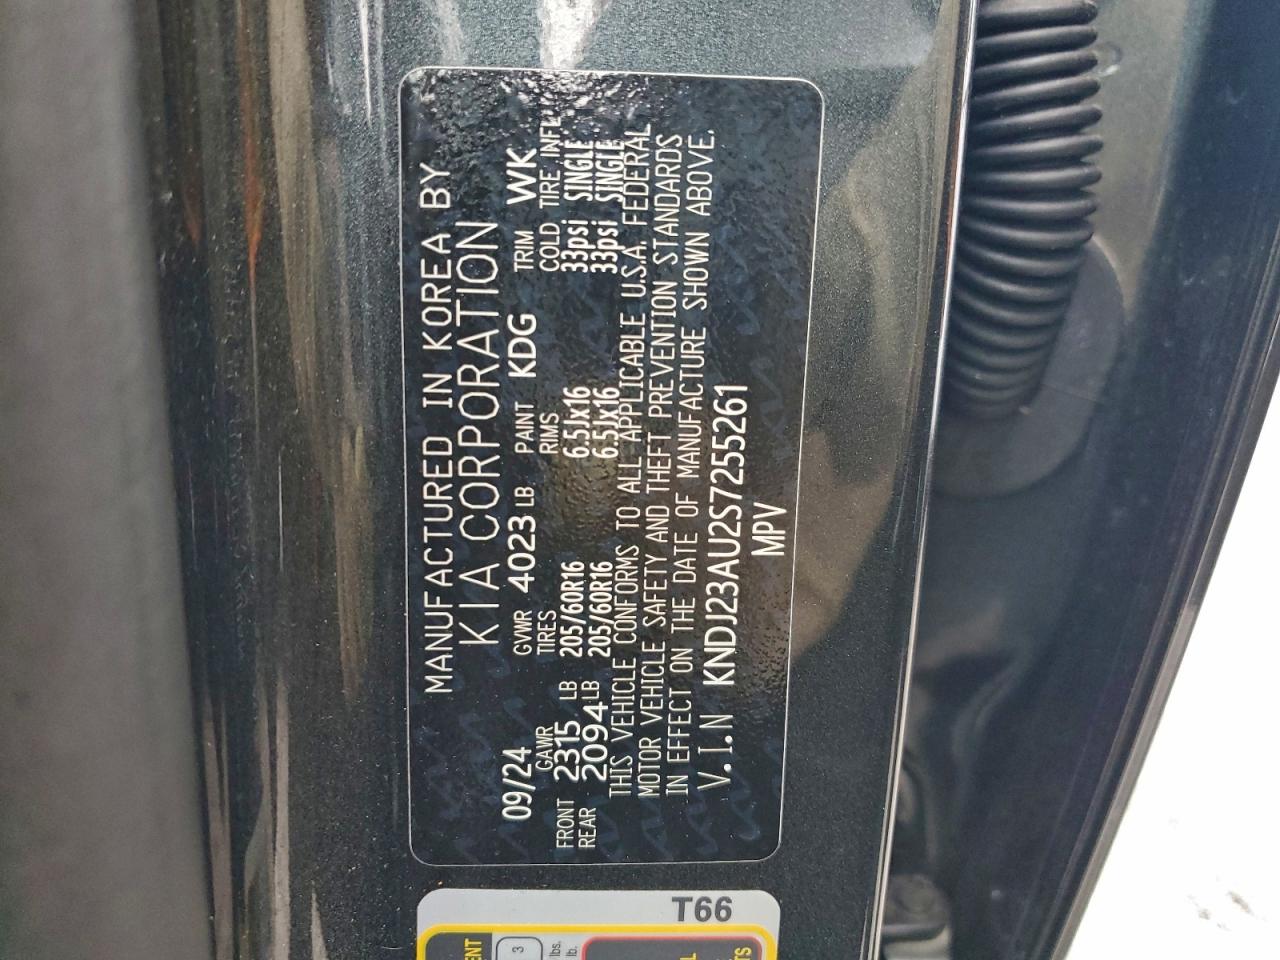 MANUFACTURED IN KOREA BY
KIA CORPORATION
09/24 GVWR 4023 LB PAINT KDG TRIM WK
GAWR TIRES RIMS COLD TIRE INFL
FRONT 2315 LB 205/60R16 6.5Jx16 33psi SINGLE
REAR 2094 LB 205/60R16 6.5Jx16 33psi SINGLE
THIS VEHICLE CONFORMS TO ALL APPLICABLE U.S.A. FEDERAL
MOTOR VEHICLE SAFETY AND THEFT PREVENTION STANDARDS
IN EFFECT ON THE DATE OF MANUFACTURE SHOWN ABOVE.
V.I.N KNDJ23AU2S7255261
MPV
T66
3
lbs.
lb.